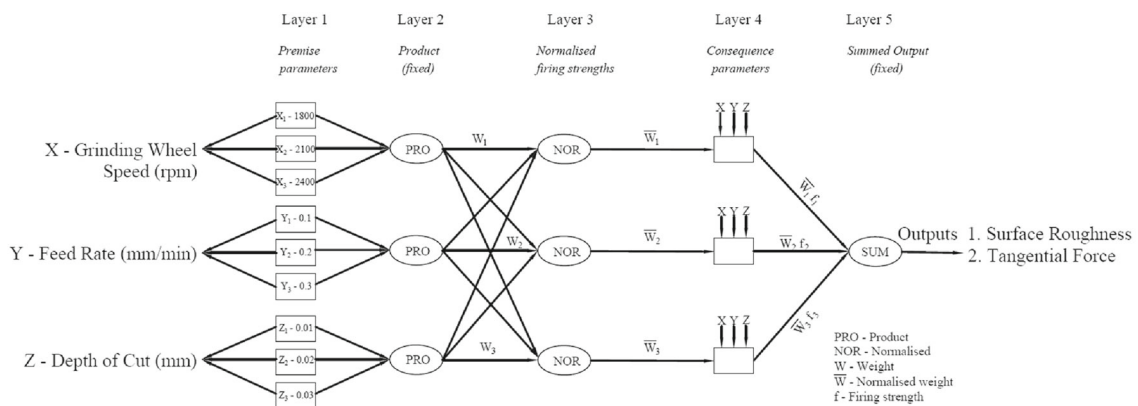 Layer 1
Layer 2
Layer 3
Layer 4
Layer 5
Premise
parameters
Product
(fixed)
Normalised
firing strengths
Consequence
parameters
Summed Output
(fixed)
X - Grinding Wheel
Speed (rpm)
X₁ - 1800
X₂ - 2100
X₃ - 2400
PRO
W₁
NOR
W̅₁
X Y Z
W̅₁ f₁
Y - Feed Rate (mm/min)
Y₁ - 0.1
Y₂ - 0.2
Y₃ - 0.3
PRO
W₂
NOR
W̅₂
X Y Z
W̅₂ f₂
SUM
Outputs
1. Surface Roughness
2. Tangential Force
Z - Depth of Cut (mm)
Z₁ - 0.01
Z₂ - 0.02
Z₃ - 0.03
PRO
W₃
NOR
W̅₃
X Y Z
W̅₃ f₃
PRO - Product
NOR - Normalised
W - Weight
W̅ - Normalised weight
f - Firing strength